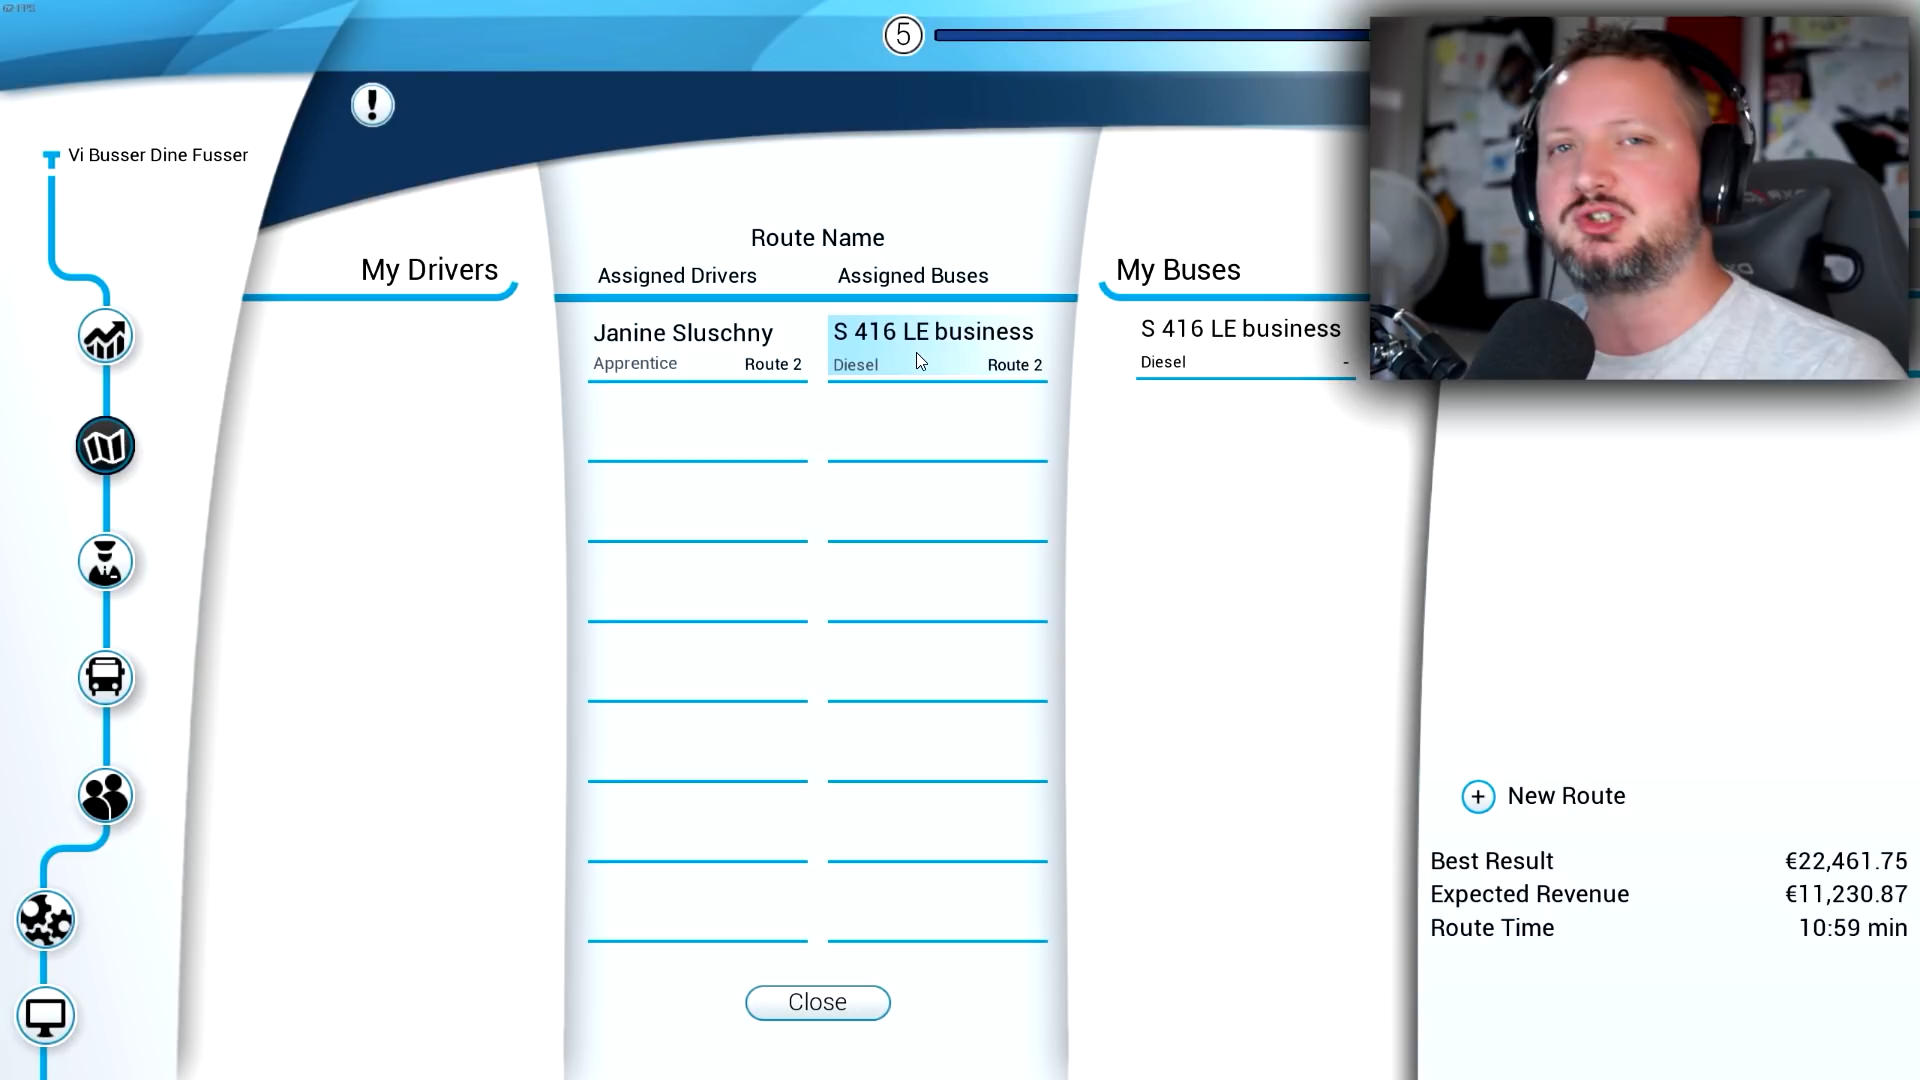 62 FPS
5
Vi Busser Dine Fusser
My Drivers
Route Name
Assigned Drivers
Assigned Buses
My Buses
Janine Sluschny
Apprentice
Route 2
S 416 LE business
Diesel
Route 2
S 416 LE business
Diesel
-
New Route
Best Result
€22,461.75
Expected Revenue
€11,230.87
Route Time
10:59 min
Close